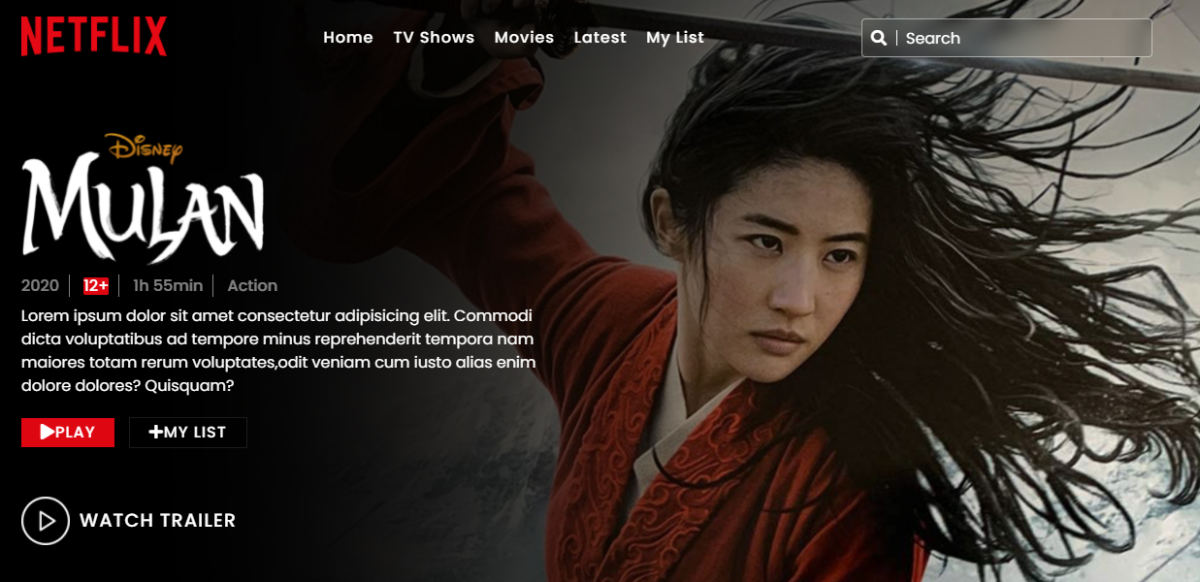 NETFLIX
Home TV Shows Movies Latest My List
Search
Disney
MULAN
2020 12+ 1h 55min Action
Lorem ipsum dolor sit amet consectetur adipisicing elit. Commodi
dicta voluptatibus ad tempore minus reprehenderit tempora nam
maiores totam rerum voluptates,odit veniam cum iusto alias enim
dolore dolores? Quisquam?
PLAY
MY LIST
WATCH TRAILER